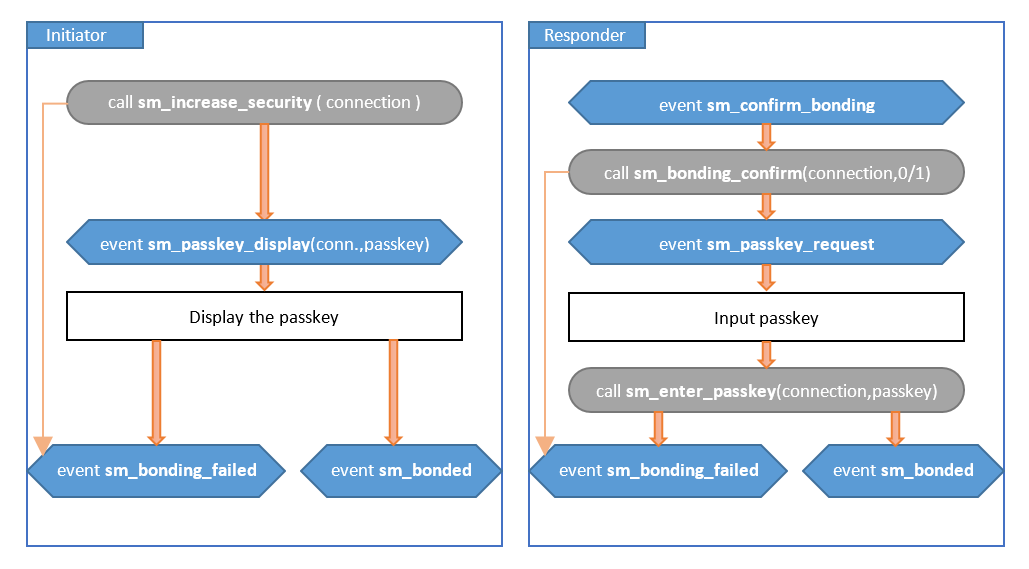 Initiator
call sm_increase_security ( connection )
event sm_passkey_display(conn.,passkey)
Display the passkey
event sm_bonding_failed
event sm_bonded
Responder
event sm_confirm_bonding
call sm_bonding_confirm(connection,0/1)
event sm_passkey_request
Input passkey
call sm_enter_passkey(connection,passkey)
event sm_bonding_failed
event sm_bonded